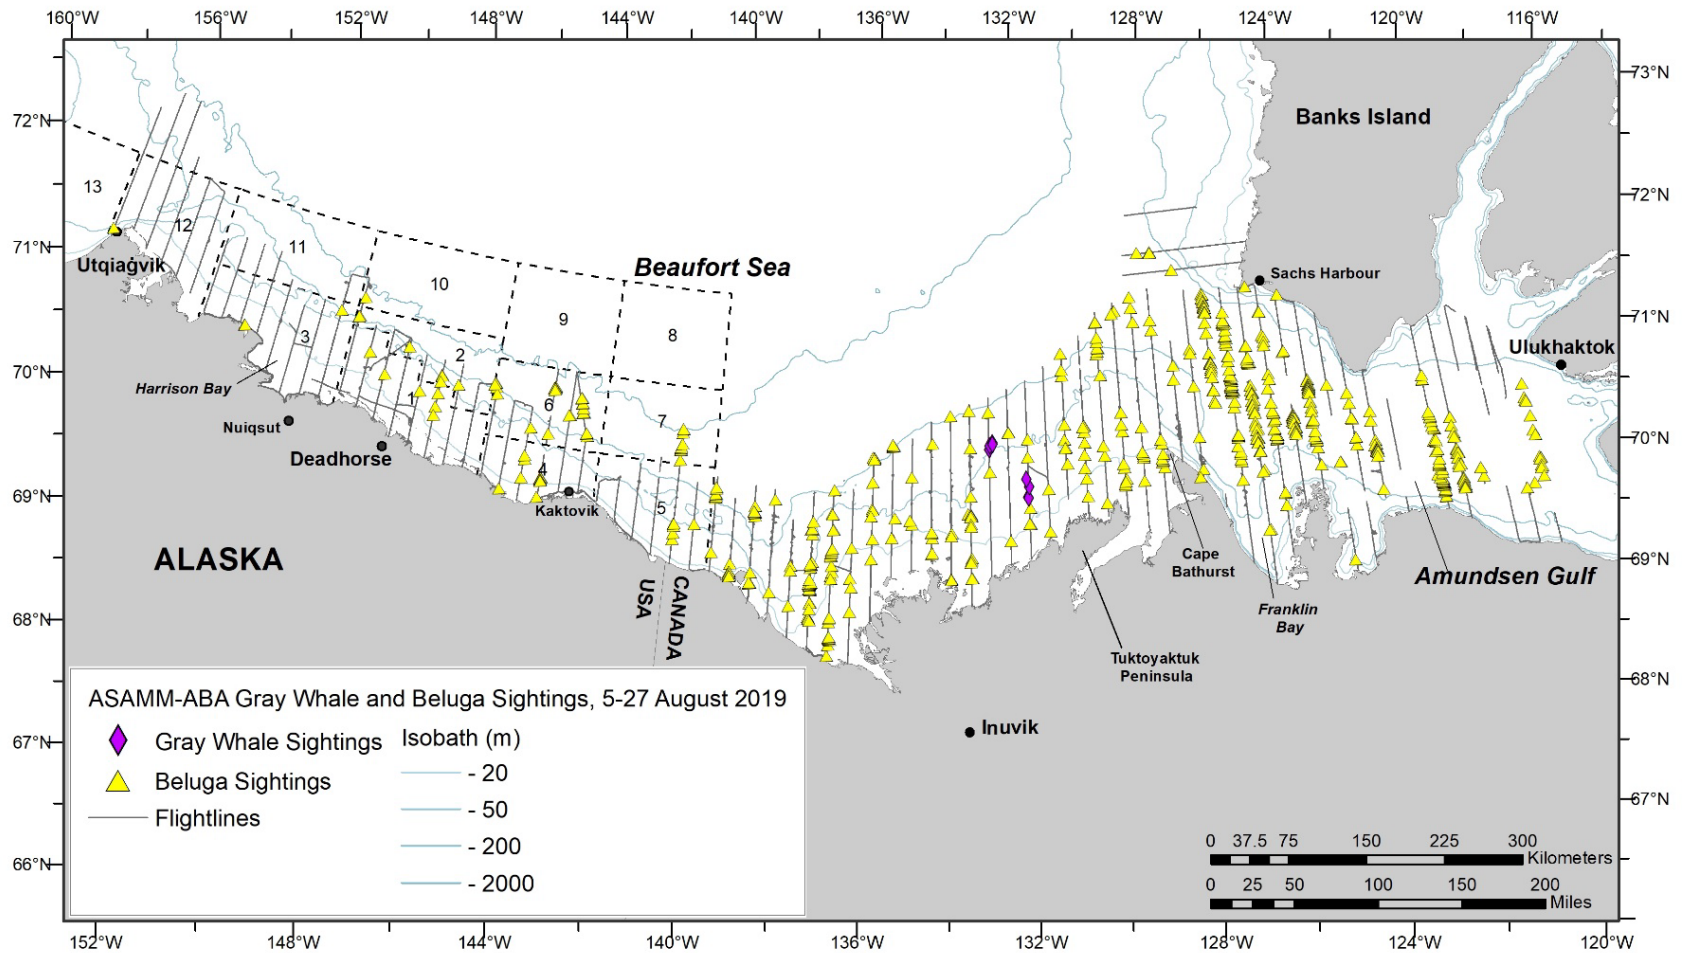 160°W 156°W 152°W 148°W 144°W 140°W 136°W 132°W 128°W 124°W 120°W 116°W
73°N
72°N
Banks Island
13
72°N
12
11
71°N
Utqiaġvik
Beaufort Sea
Sachs Harbour
10
9
8
71°N
3
2
Ulukhaktok
70°N
Harrison Bay
1
6
7
Nuiqsut
70°N
Deadhorse
4
69°N
Kaktovik
5
ALASKA
Cape
Bathurst
69°N
Amundsen Gulf
USA
CANADA
Franklin
Bay
68°N
Tuktoyaktuk
Peninsula
68°N
Inuvik
ASAMM-ABA Gray Whale and Beluga Sightings, 5-27 August 2019
Gray Whale Sightings
Beluga Sightings
Flightlines
Isobath (m)
- 20
- 50
- 200
- 2000
67°N
67°N
66°N
0 37.5 75 150 225 300
Kilometers
0 25 50 100 150 200
Miles
152°W 148°W 144°W 140°W 136°W 132°W 128°W 124°W 120°W